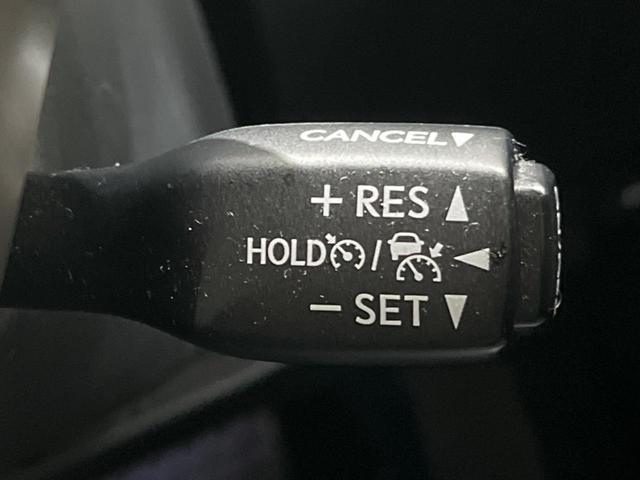 CANCEL▼
+ RES ▲
HOLD / ◀
− SET ▼